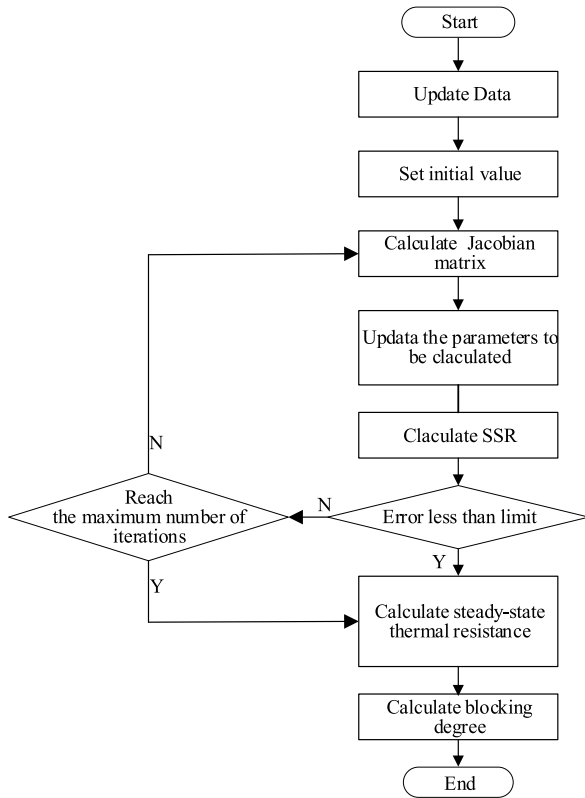 Start
Update Data
Set initial value
Calculate Jacobian
matrix
Updata the parameters to
be claculated
Claculate SSR
N
Reach
the maximum number of
iterations
N
Error less than limit
Y
Y
Calculate steady-state
thermal resistance
Calculate blocking
degree
End